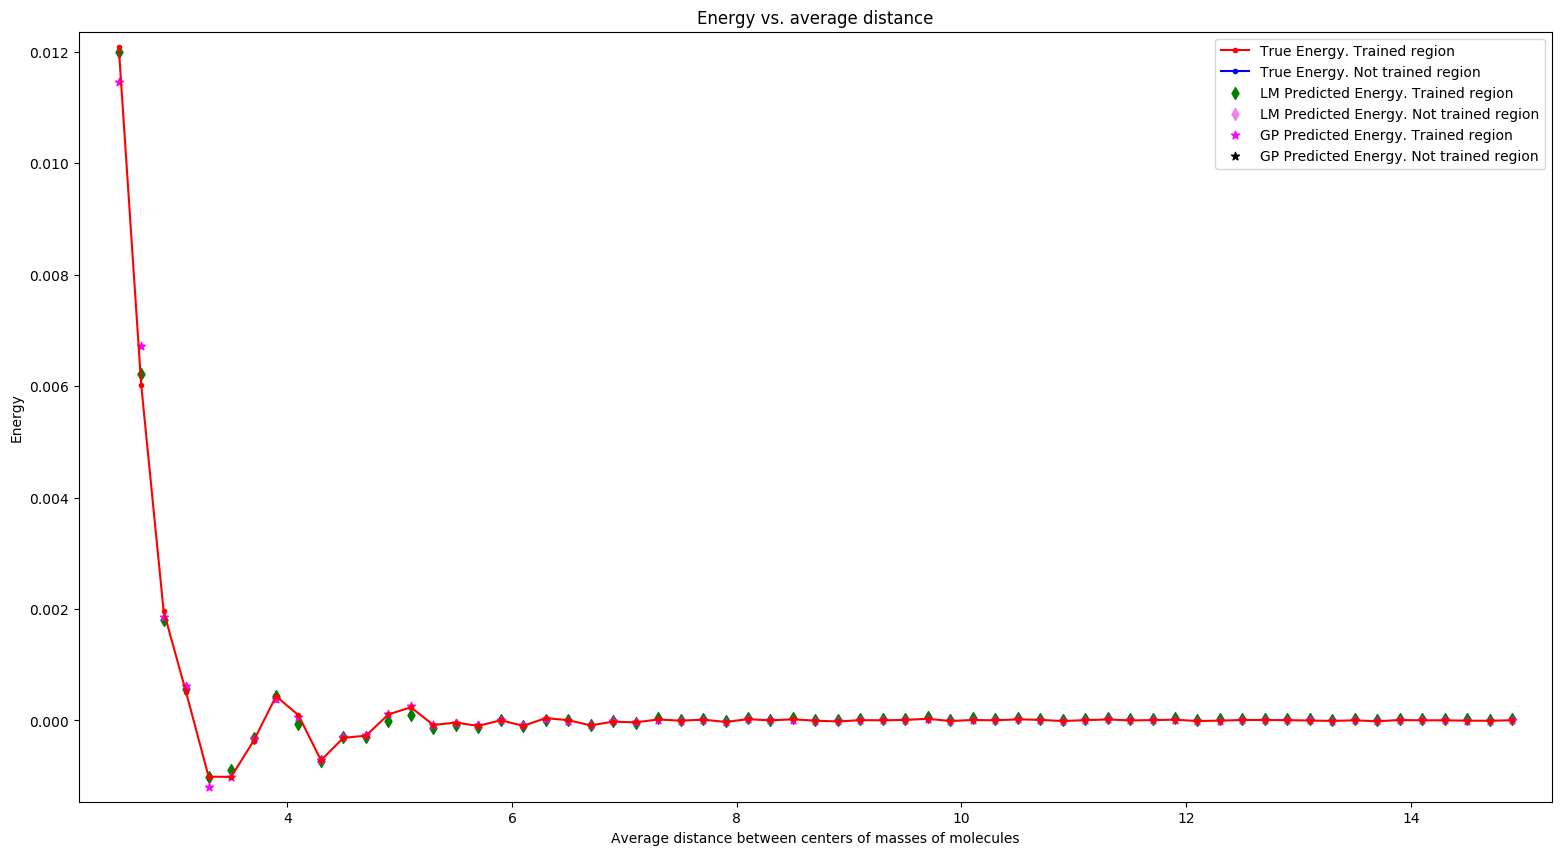 Energy vs. average distance
True Energy. Trained region
True Energy. Not trained region
LM Predicted Energy. Trained region
LM Predicted Energy. Not trained region
GP Predicted Energy. Trained region
GP Predicted Energy. Not trained region
0.012
0.010
0.008
0.006
0.004
0.002
0.000
Energy
4 6 8 10 12 14
Average distance between centers of masses of molecules